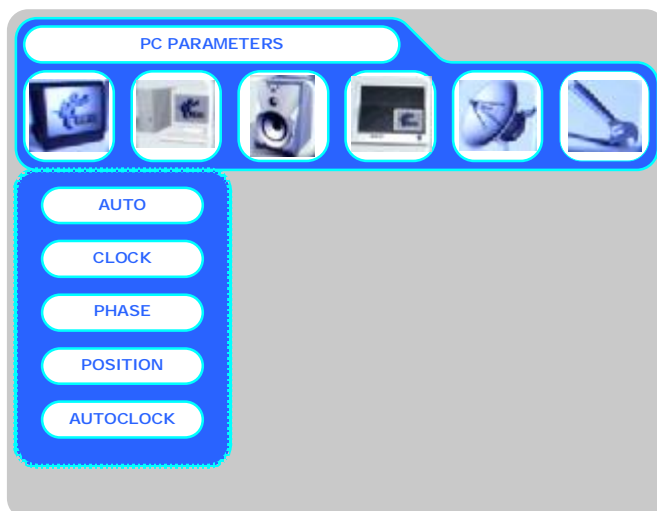 PC PARAMETERS
AUTO
CLOCK
PHASE
POSITION
AUTOCLOCK